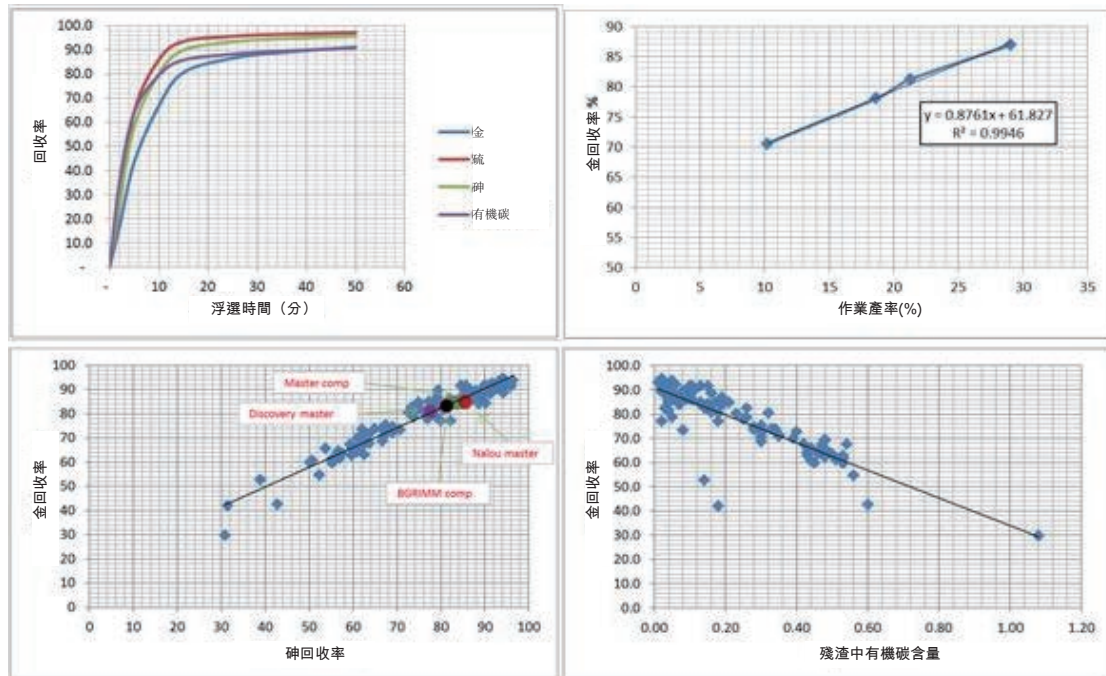 100.0
90.0
80.0
70.0
60.0
50.0
40.0
30.0
20.0
10.0
-
回收率
- 10 20 30 40 50 60
浮選時間（分）
金
硫
砷
有機碳
90
85
80
75
70
65
60
55
50
金回收率%
y = 0.8761x + 61.827
R² = 0.9946
0 5 10 15 20 25 30 35
作業產率(%)
100
90
80
70
60
50
40
30
20
10
0
金回收率
Master comp
Discovery master
Nalou master
BGRIMM comp
0 10 20 30 40 50 60 70 80 90 100
砷回收率
100.0
90.0
80.0
70.0
60.0
50.0
40.0
30.0
20.0
10.0
0.0
金回收率
0.00 0.20 0.40 0.60 0.80 1.00 1.20
殘渣中有機碳含量